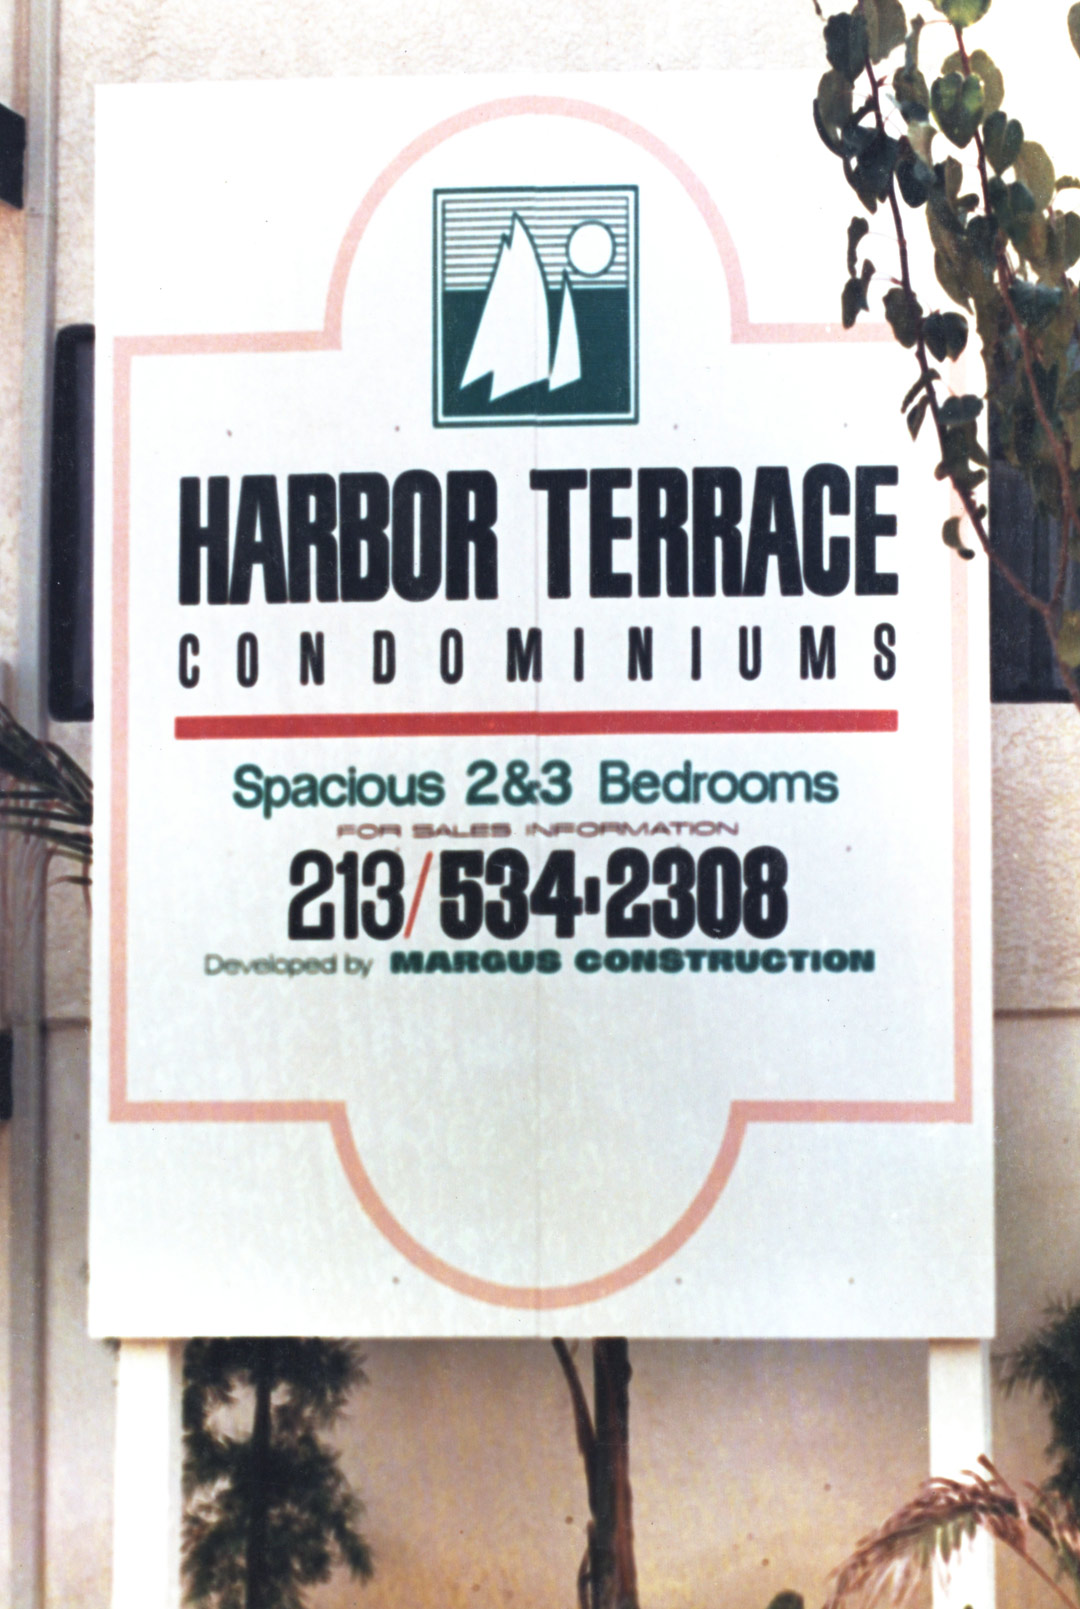 HARBOR TERRACE
CONDOMINIUMS
Spacious 2&3 Bedrooms
FOR SALES INFORMATION
213/534-2308
Developed by MARGUS CONSTRUCTION